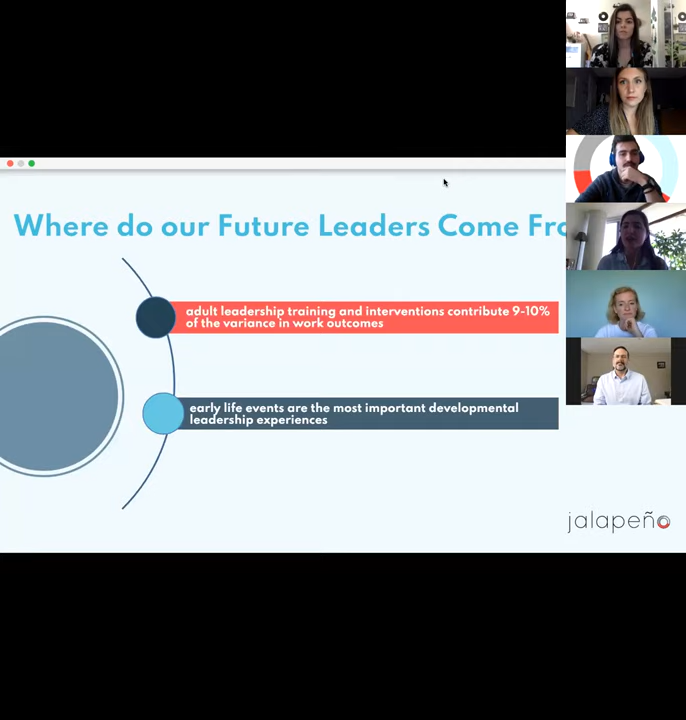 Where do our Future Leaders Come Fro
adult leadership training and interventions contribute 9-10%
of the variance in work outcomes
early life events are the most important developmental
leadership experiences
jalapeño